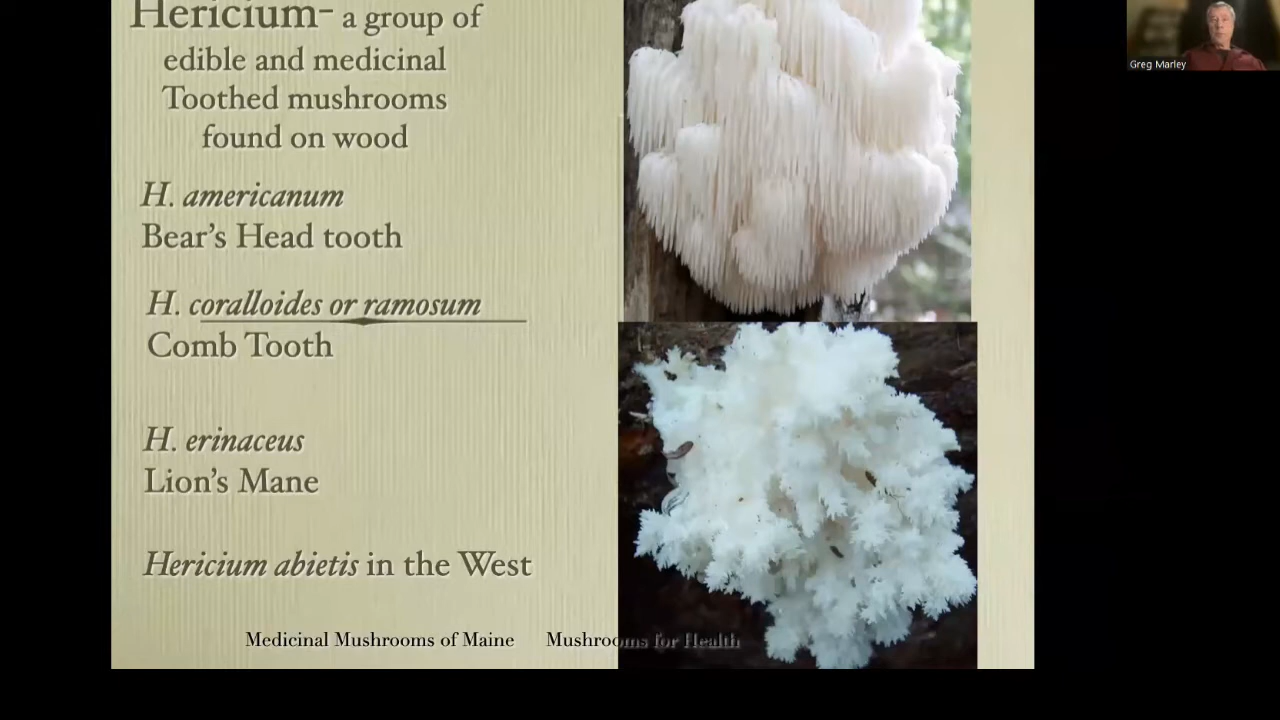 Hericium- a group of
edible and medicinal
Toothed mushrooms
found on wood
H. americanum
Bear's Head tooth
H. coralloides or ramosum
Comb Tooth
H. erinaceus
Lion's Mane
Hericium abietis in the West
Medicinal Mushrooms of Maine Mushrooms for Health
Greg Marley